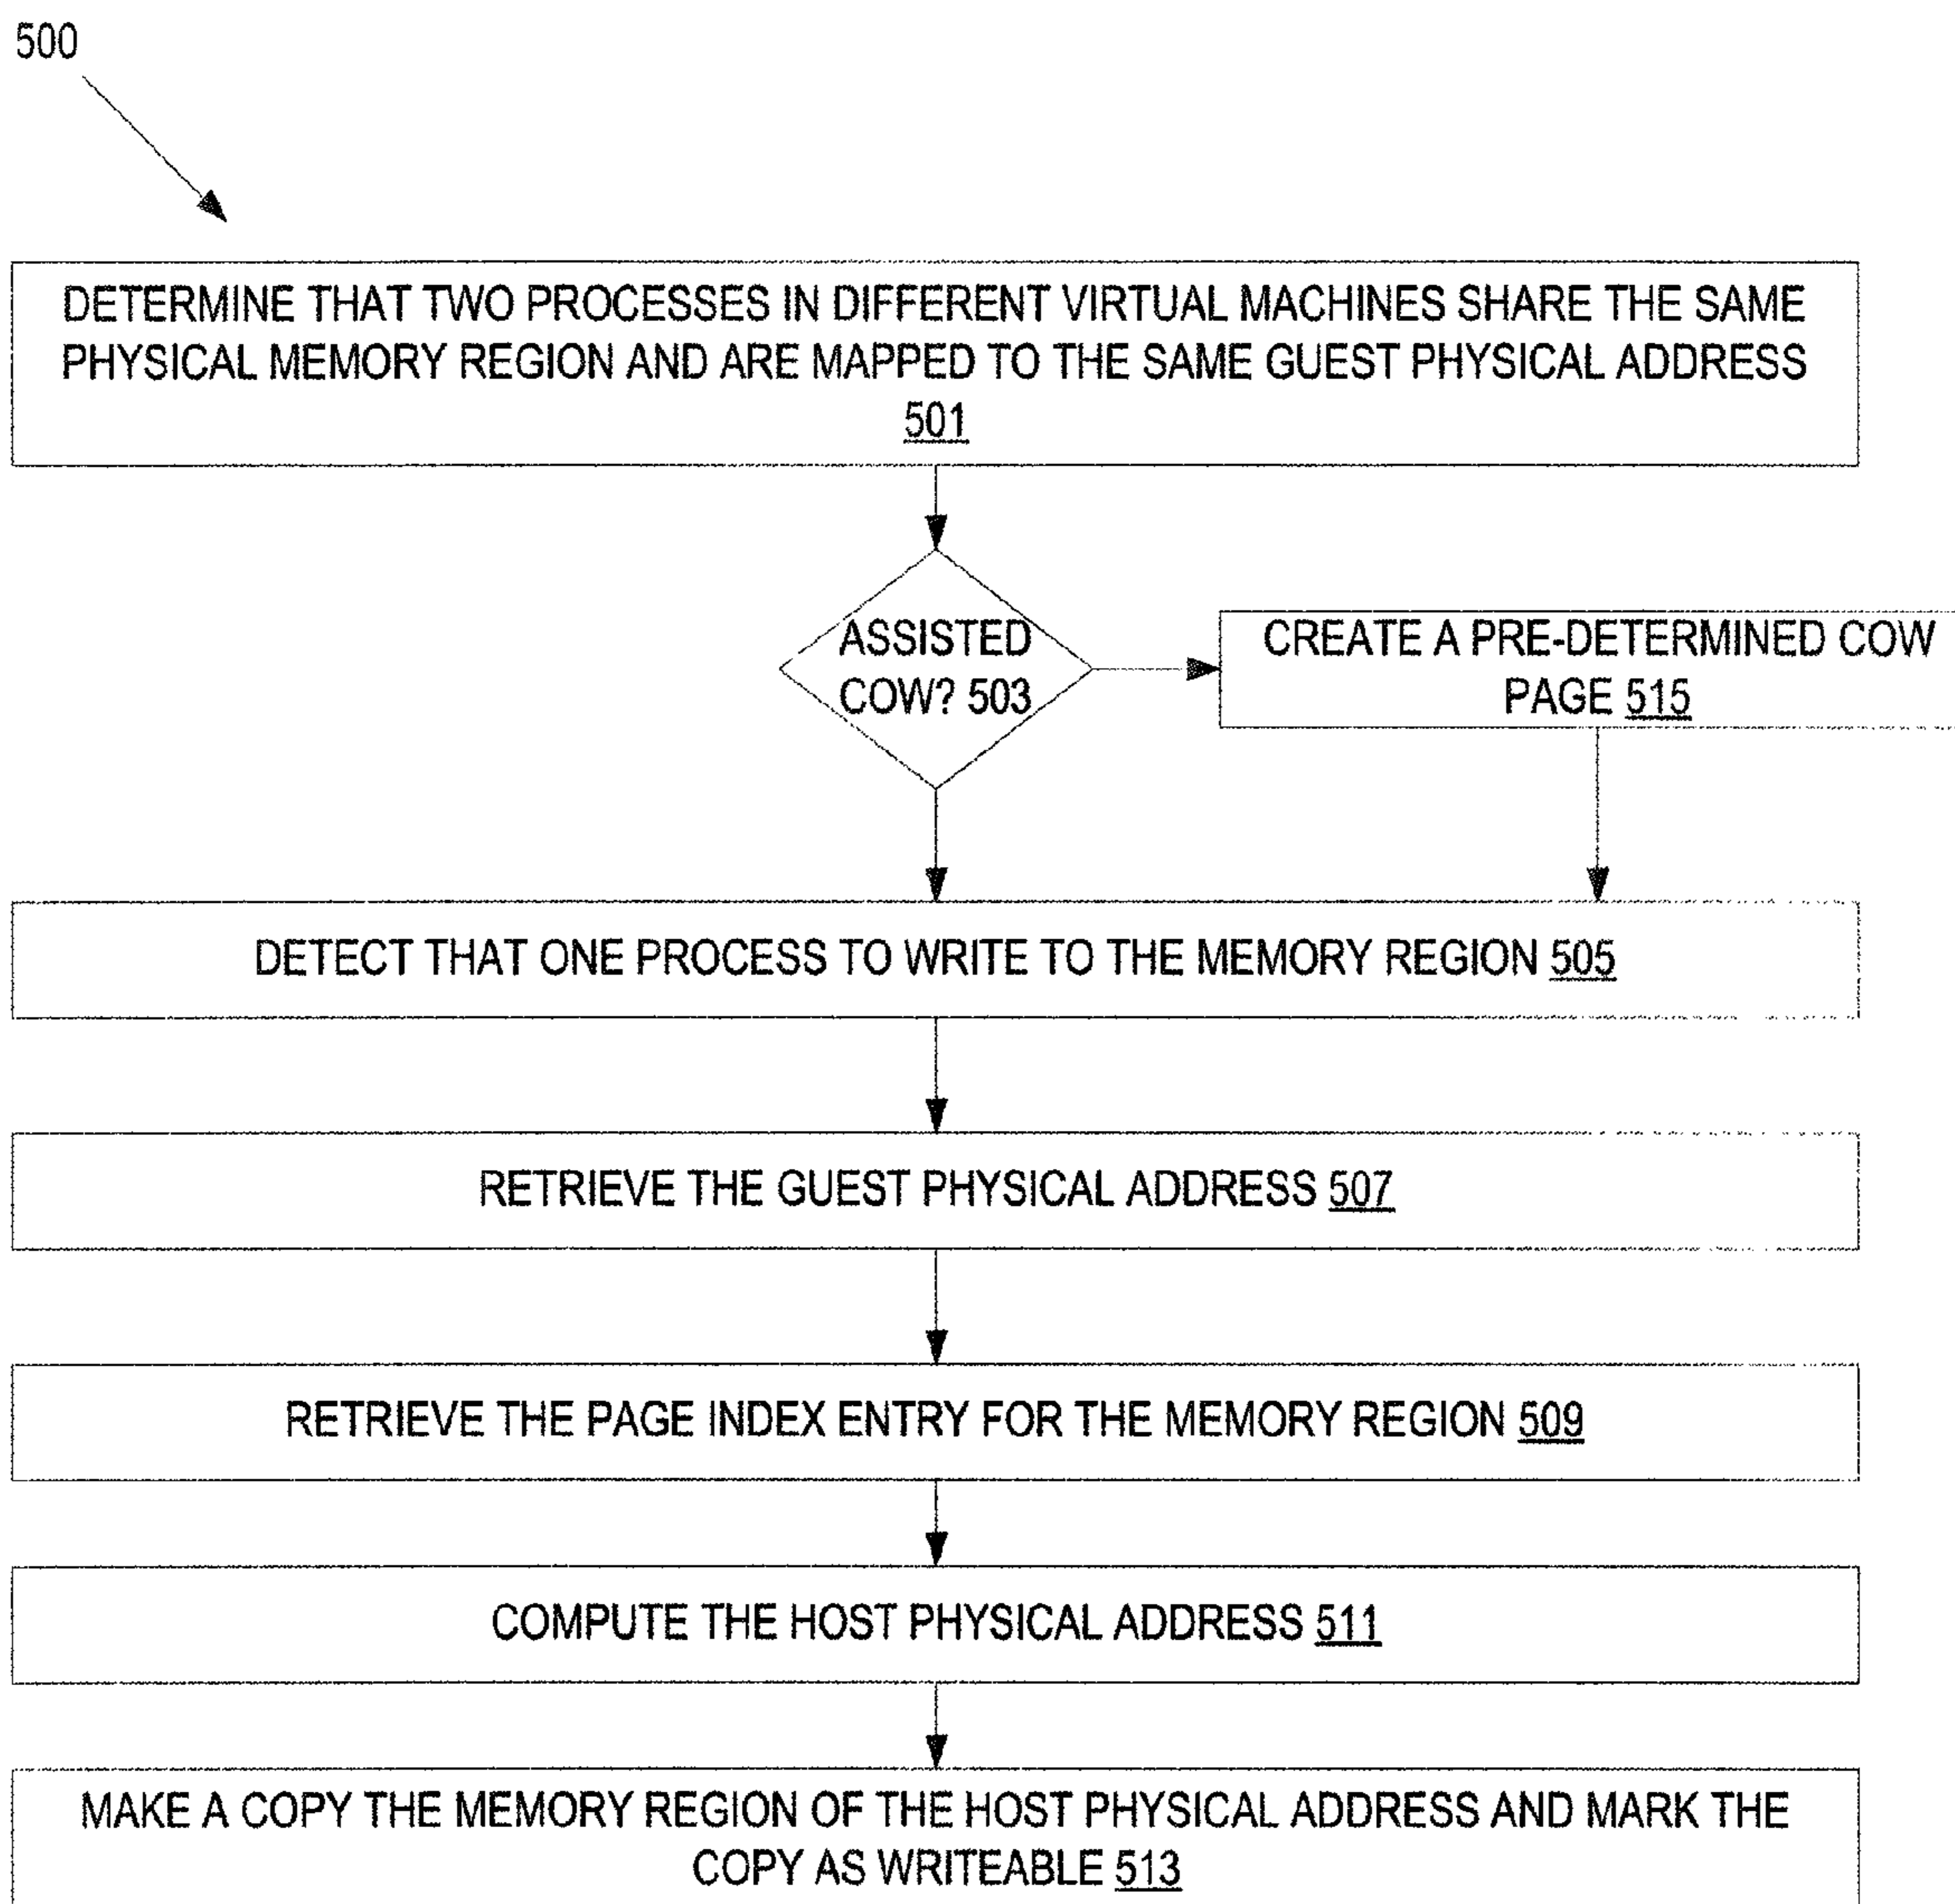 500
DETERMINE THAT TWO PROCESSES IN DIFFERENT VIRTUAL MACHINES SHARE THE SAME
PHYSICAL MEMORY REGION AND ARE MAPPED TO THE SAME GUEST PHYSICAL ADDRESS
501
ASSISTED
COW? 503
CREATE A PRE-DETERMINED COW
PAGE 515
DETECT THAT ONE PROCESS TO WRITE TO THE MEMORY REGION 505
RETRIEVE THE GUEST PHYSICAL ADDRESS 507
RETRIEVE THE PAGE INDEX ENTRY FOR THE MEMORY REGION 509
COMPUTE THE HOST PHYSICAL ADDRESS 511
MAKE A COPY THE MEMORY REGION OF THE HOST PHYSICAL ADDRESS AND MARK THE
COPY AS WRITEABLE 513